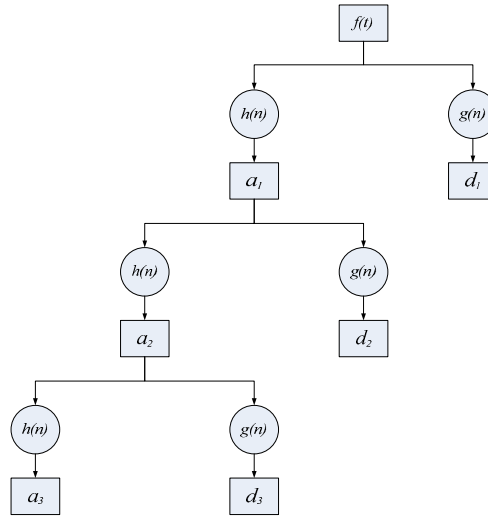 f(t)
h(n) g(n)
a₁ d₁
h(n) g(n)
a₂ d₂
h(n) g(n)
a₃ d₃